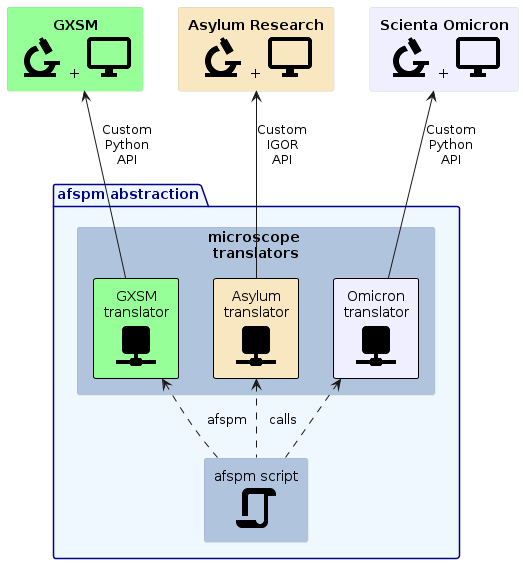 GXSM
+
Asylum Research
+
Scienta Omicron
+
Custom
Python
API
Custom
IGOR
API
Custom
Python
API
afspm abstraction
microscope
translators
GXSM
translator
Asylum
translator
Omicron
translator
afspm calls
afspm script